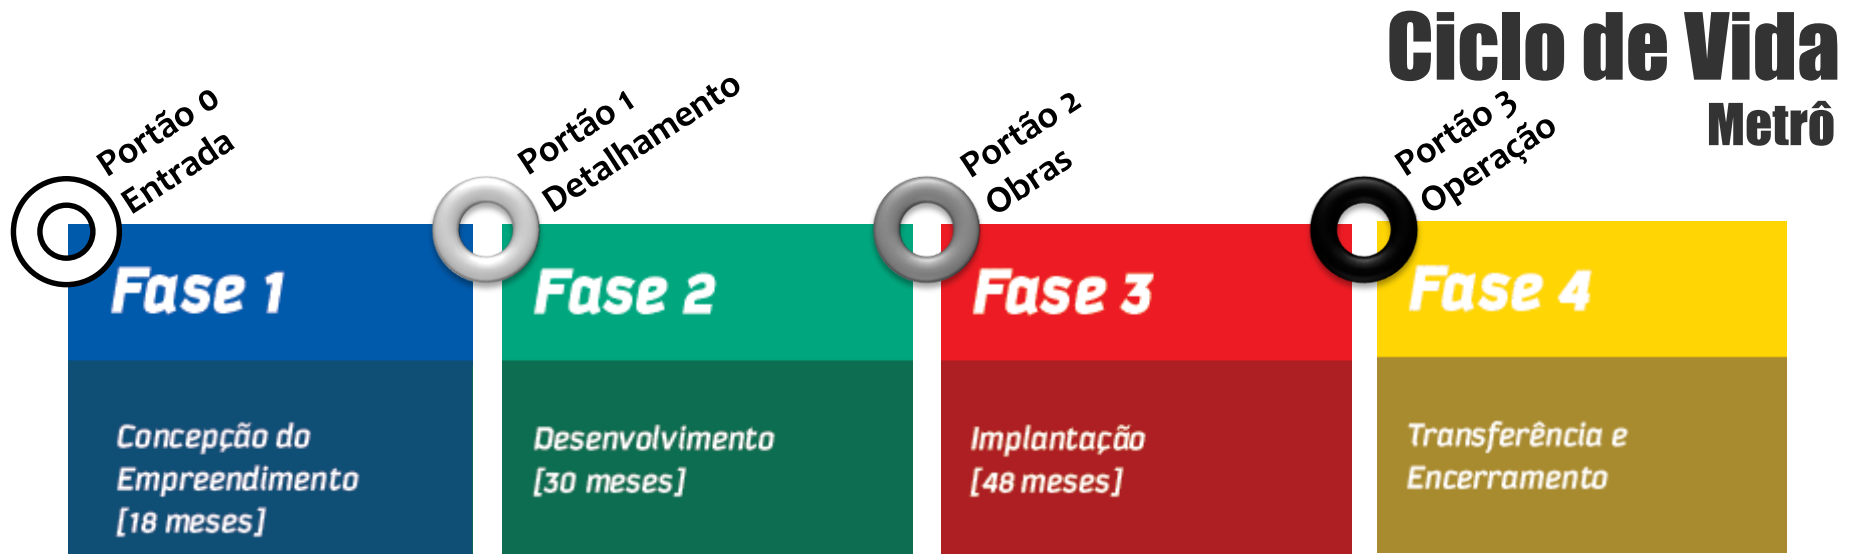 Ciclo de Vida
Metrô
Portão 0
Entrada
Portão 1
Detalhamento
Portão 2
Obras
Portão 3
Operação
Fase 1
Concepção do
Empreendimento
[18 meses]
Fase 2
Desenvolvimento
[30 meses]
Fase 3
Implantação
[48 meses]
Fase 4
Transferência e
Encerramento